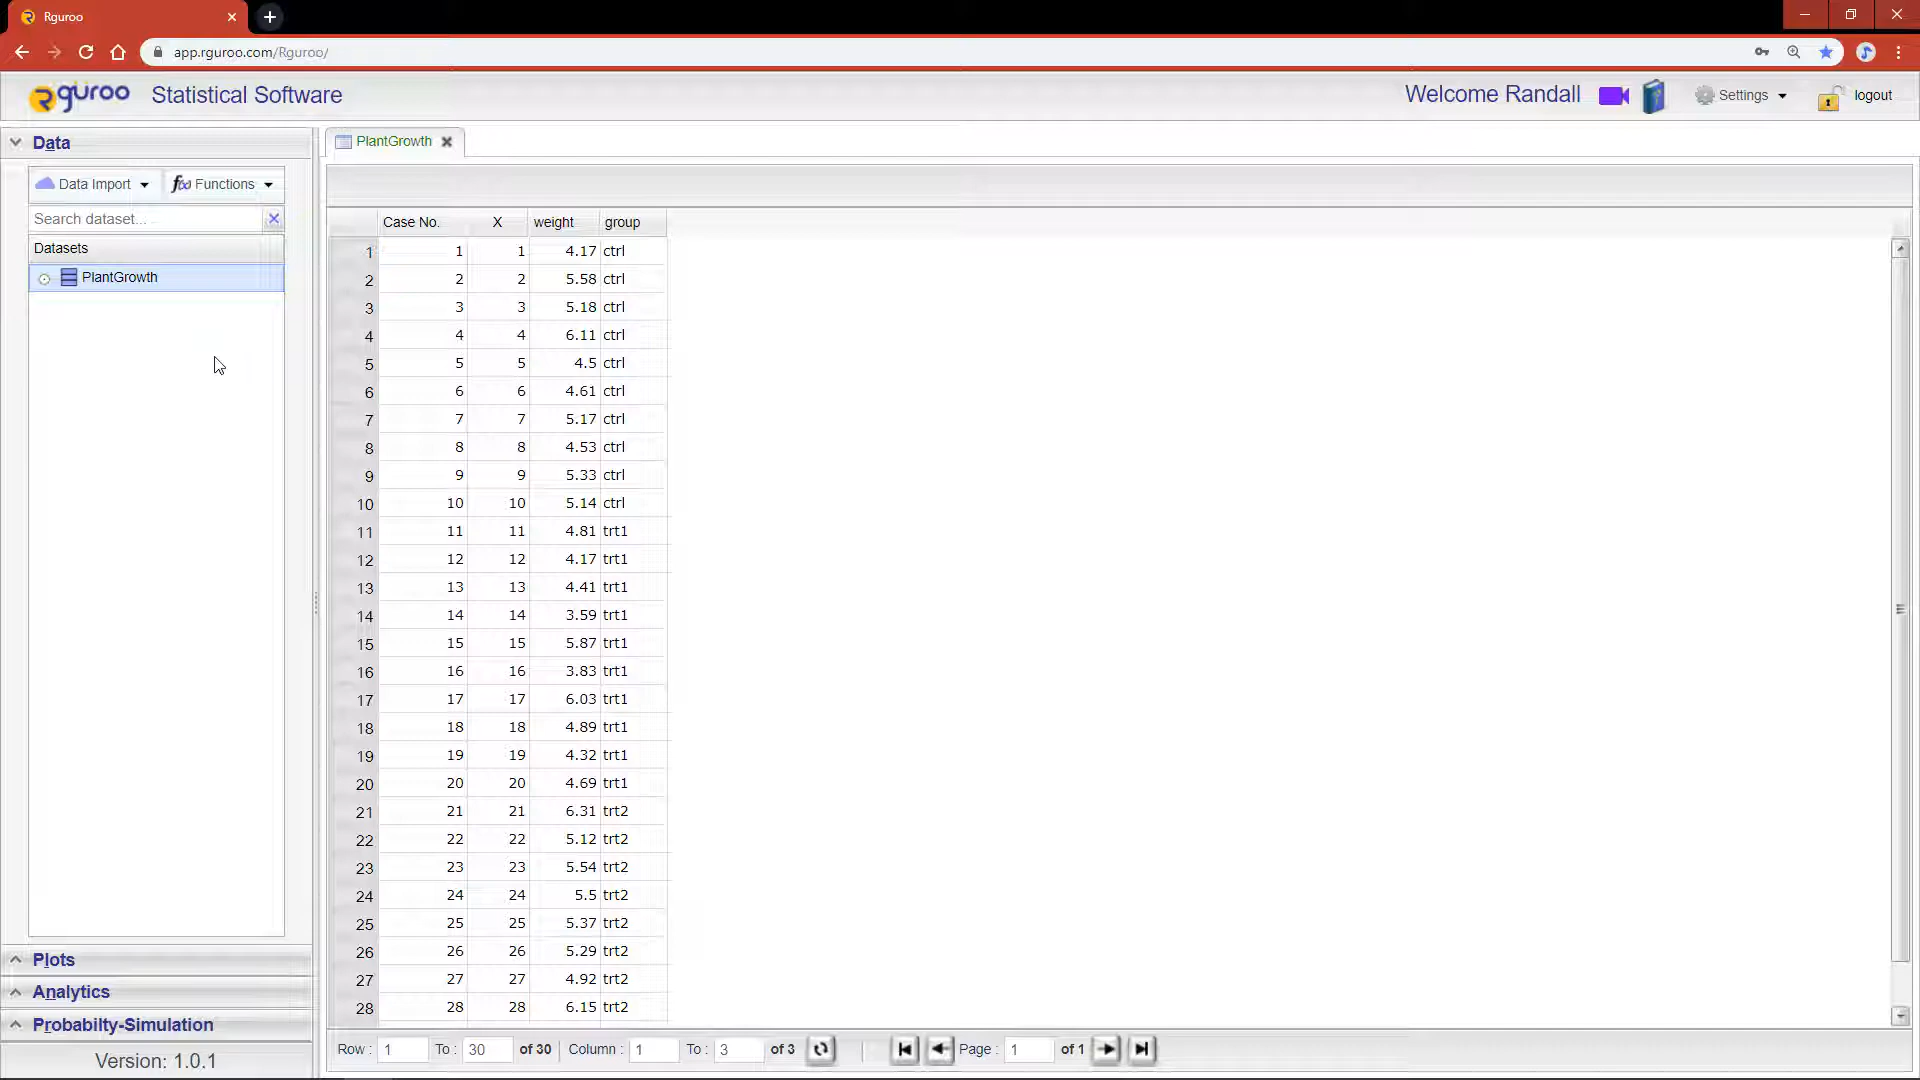 Rguroo
app.rguroo.com/Rguroo/
rguroo Statistical Software
Welcome Randall Settings logout
Data
PlantGrowth
Data Import f(x) Functions
Search dataset...
Datasets
PlantGrowth
Case No. X weight group
1 1 1 4.17 ctrl
2 2 2 5.58 ctrl
3 3 3 5.18 ctrl
4 4 4 6.11 ctrl
5 5 5 4.5 ctrl
6 6 6 4.61 ctrl
7 7 7 5.17 ctrl
8 8 8 4.53 ctrl
9 9 9 5.33 ctrl
10 10 10 5.14 ctrl
11 11 11 4.81 trt1
12 12 12 4.17 trt1
13 13 13 4.41 trt1
14 14 14 3.59 trt1
15 15 15 5.87 trt1
16 16 16 3.83 trt1
17 17 17 6.03 trt1
18 18 18 4.89 trt1
19 19 19 4.32 trt1
20 20 20 4.69 trt1
21 21 21 6.31 trt2
22 22 22 5.12 trt2
23 23 23 5.54 trt2
24 24 24 5.5 trt2
25 25 25 5.37 trt2
26 26 26 5.29 trt2
27 27 27 4.92 trt2
28 28 28 6.15 trt2
Plots
Analytics
Probabilty-Simulation
Version: 1.0.1
Row : 1 To : 30 of 30 Column : 1 To : 3 of 3 Page : 1 of 1